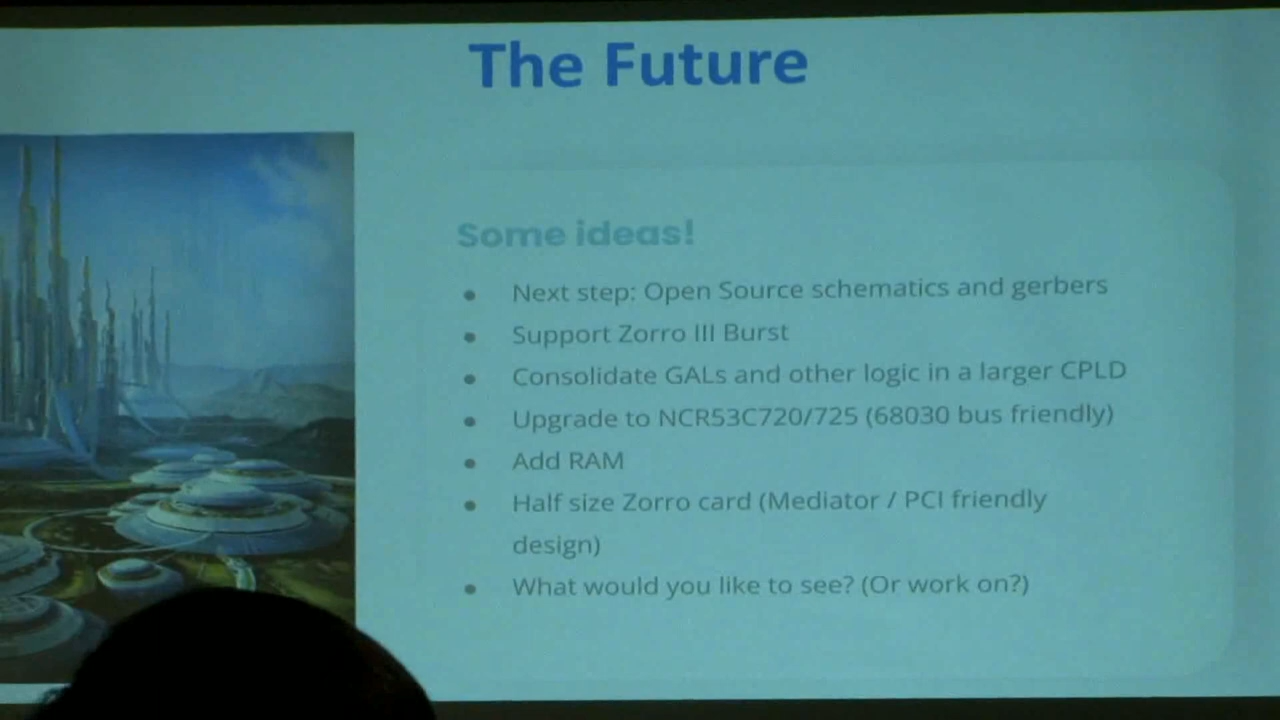 The Future
Some ideas!
● Next step: Open Source schematics and gerbers
● Support Zorro III Burst
● Consolidate GALs and other logic in a larger CPLD
● Upgrade to NCR53C720/725 (68030 bus friendly)
● Add RAM
● Half size Zorro card (Mediator / PCI friendly
design)
● What would you like to see? (Or work on?)